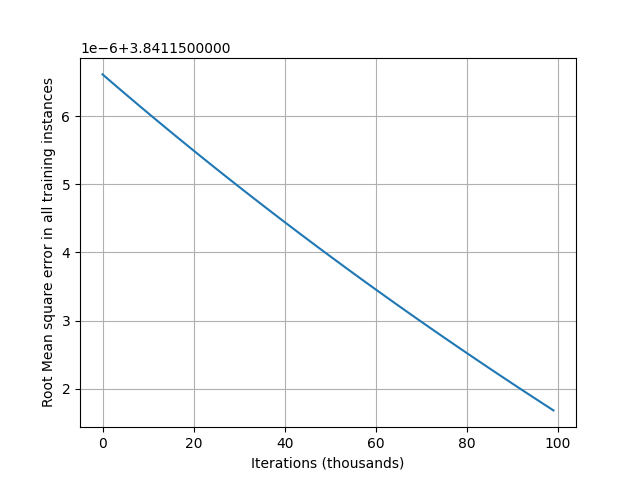 1e−6+3.8411500000
6
5
4
3
2
Root Mean square error in all training instances
0 20 40 60 80 100
Iterations (thousands)